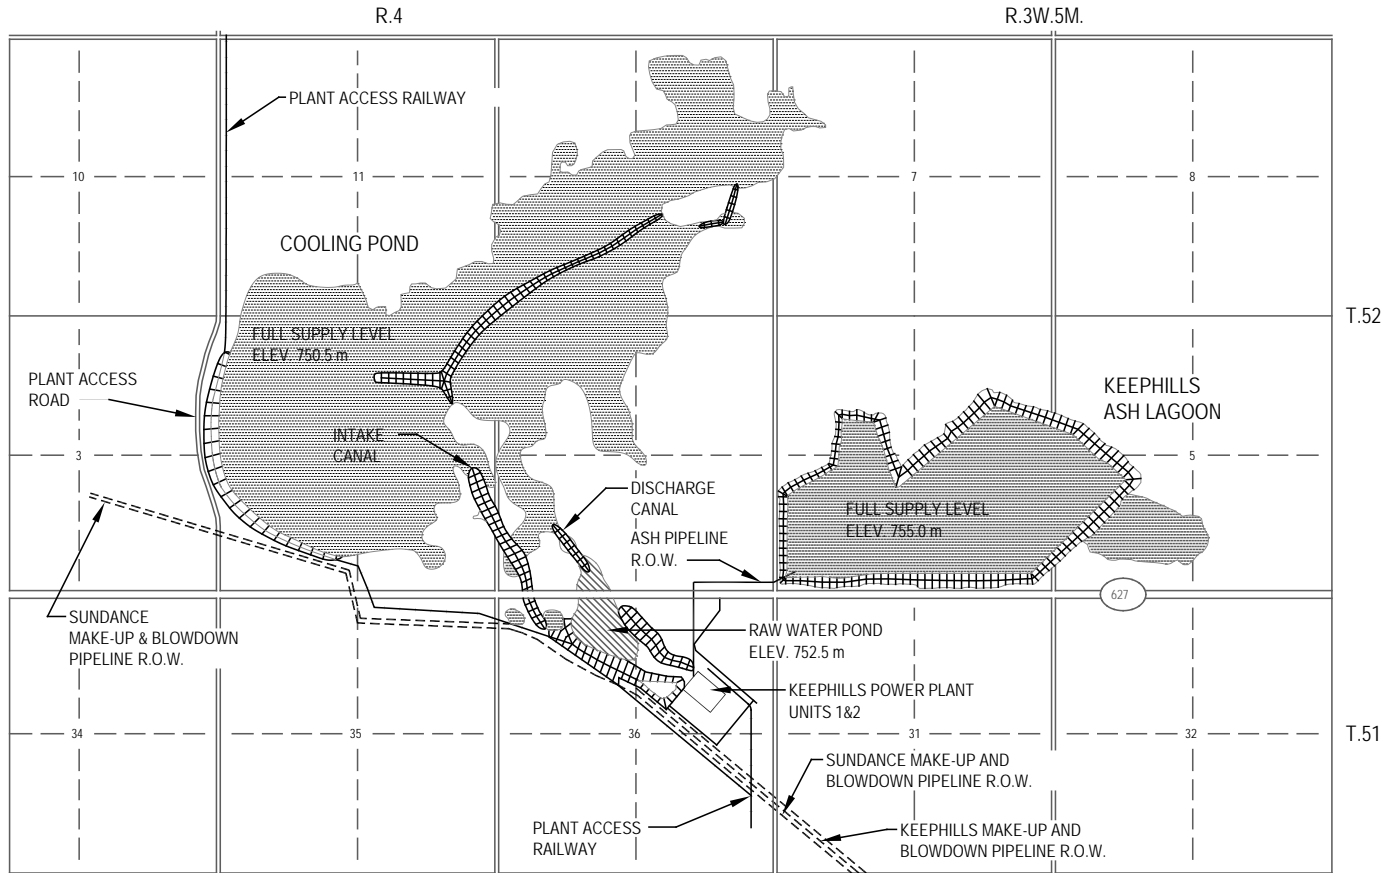 R.4
R.3W.5M.
PLANT ACCESS RAILWAY
10
11
7
8
COOLING POND
T.52
FULL SUPPLY LEVEL
ELEV. 750.5 m
PLANT ACCESS
ROAD
KEEPHILLS
ASH LAGOON
INTAKE
CANAL
3
5
DISCHARGE
CANAL
FULL SUPPLY LEVEL
ELEV. 755.0 m
ASH PIPELINE
R.O.W.
627
SUNDANCE
MAKE-UP & BLOWDOWN
PIPELINE R.O.W.
RAW WATER POND
ELEV. 752.5 m
KEEPHILLS POWER PLANT
UNITS 1&2
34
35
36
31
32
T.51
SUNDANCE MAKE-UP AND
BLOWDOWN PIPELINE R.O.W.
PLANT ACCESS
RAILWAY
KEEPHILLS MAKE-UP AND
BLOWDOWN PIPELINE R.O.W.